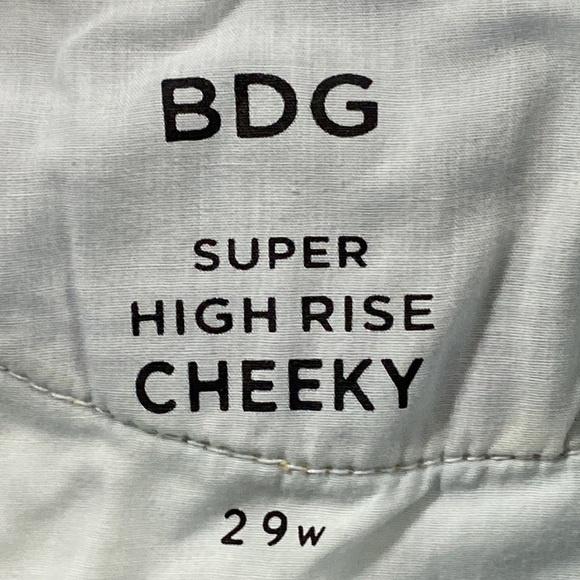 BDG
SUPER
HIGH RISE
CHEEKY
29w